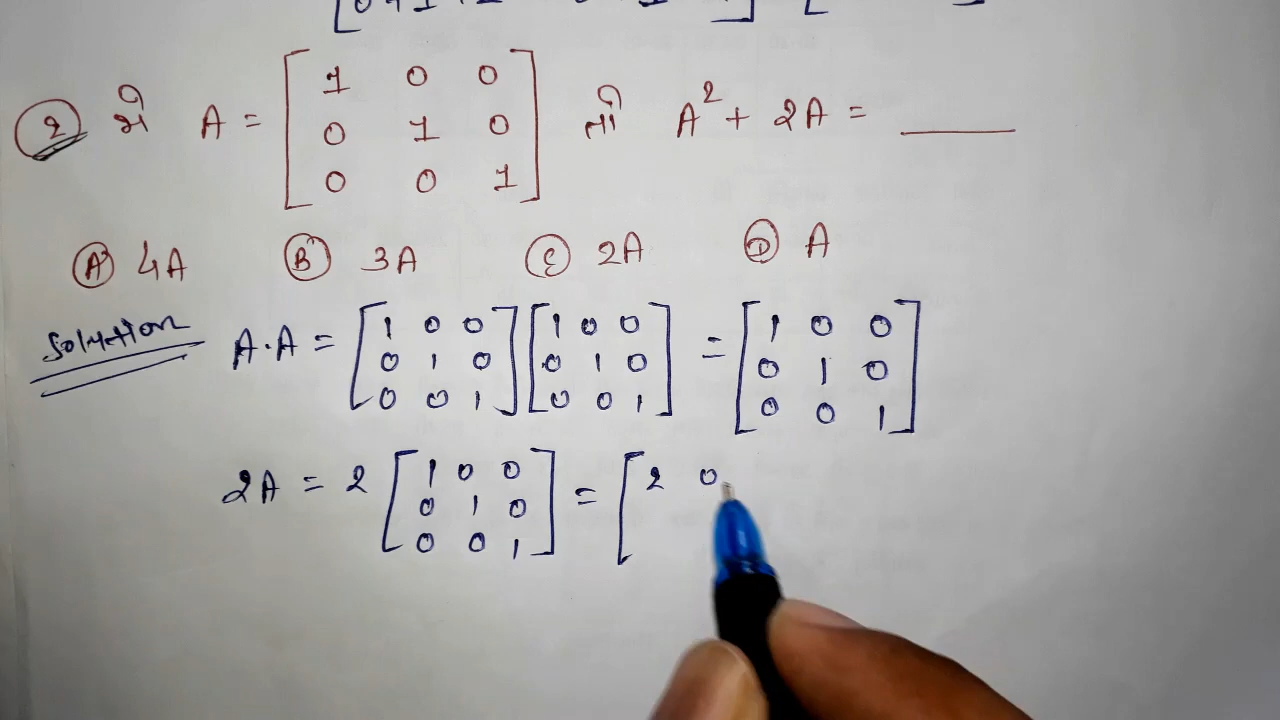 ૨ જો A = [ 1 0 0 તો A² + 2A = ____
0 1 0
0 0 1 ]
(A) 4A (B) 3A (C) 2A (D) A
Solution A·A = [ 1 0 0 ] [ 1 0 0 ] = [ 1 0 0 ]
0 1 0 0 1 0 0 1 0
0 0 1 0 0 1 0 0 1
2A = 2 [ 1 0 0 ] = [ 2 0
0 1 0
0 0 1